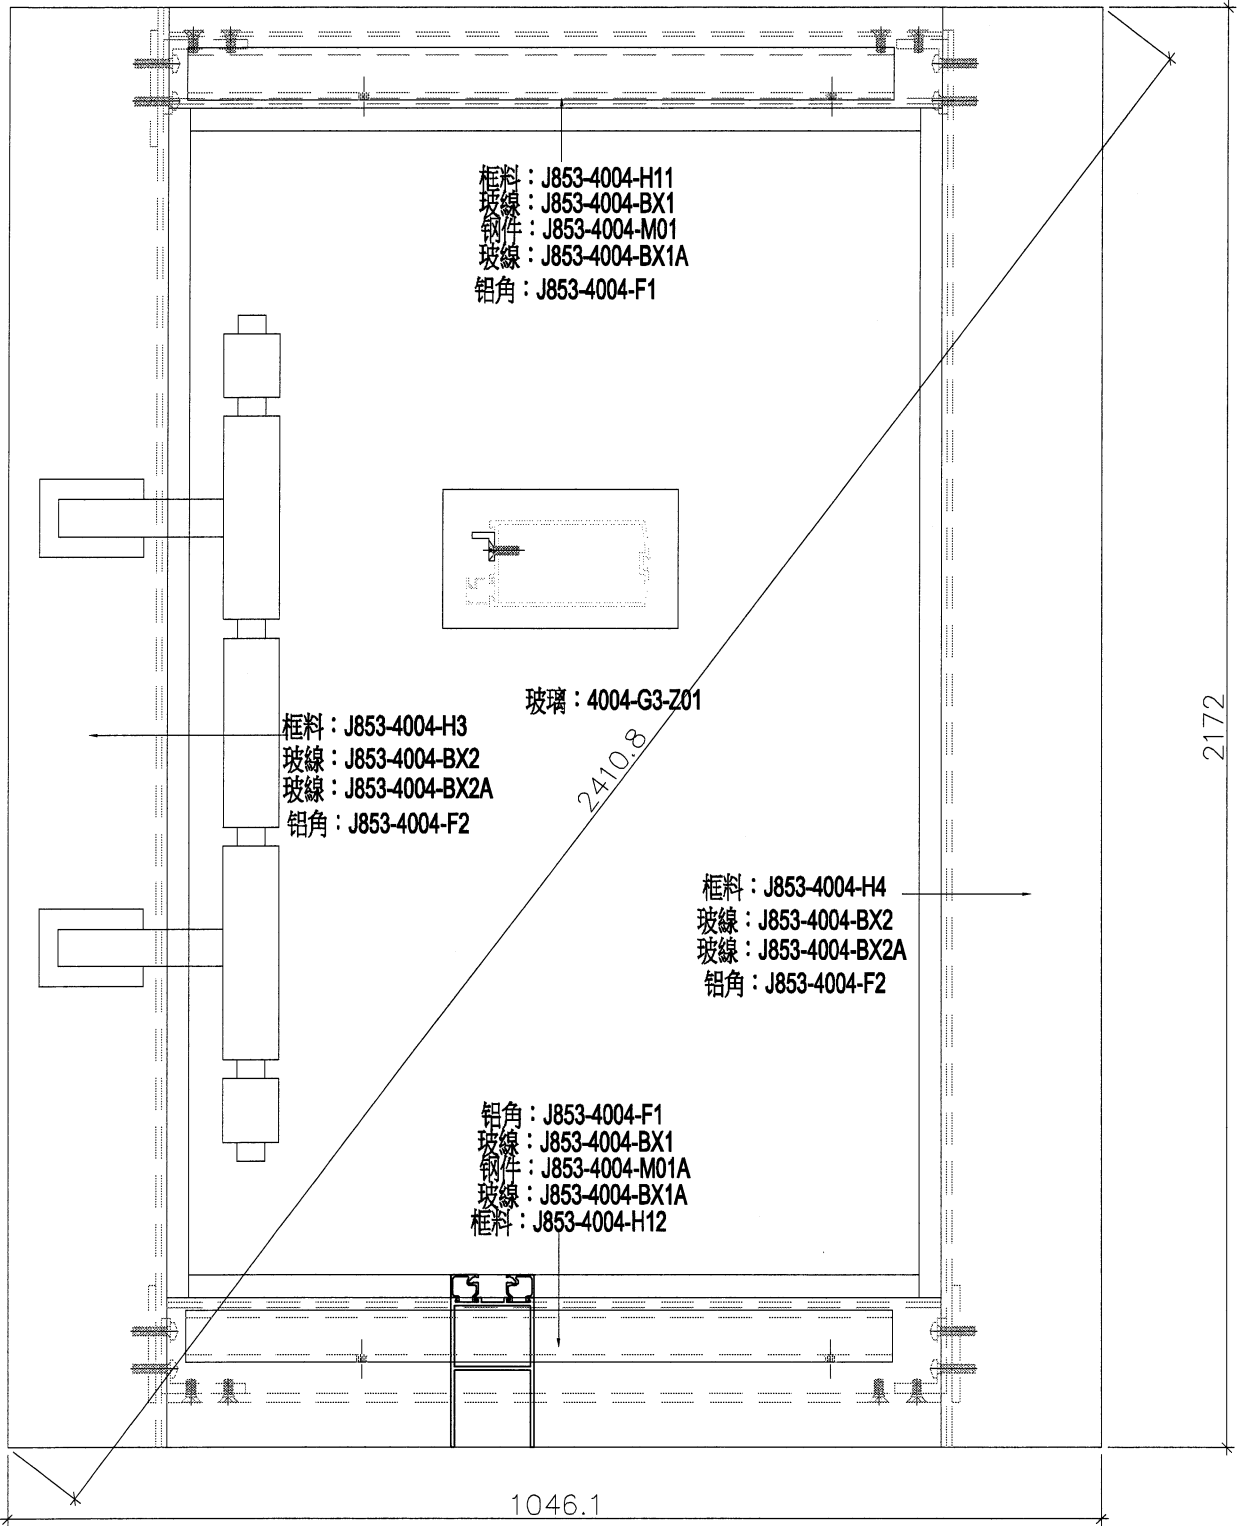 框料：J853-4004-H11
玻線：J853-4004-BX1
钢件：J853-4004-M01
玻線：J853-4004-BX1A
铝角：J853-4004-F1
玻璃：4004-G3-Z01
2172
框料：J853-4004-H3
玻線：J853-4004-BX2
玻線：J853-4004-BX2A
铝角：J853-4004-F2
2410.8
框料：J853-4004-H4
玻線：J853-4004-BX2
玻線：J853-4004-BX2A
铝角：J853-4004-F2
铝角：J853-4004-F1
玻線：J853-4004-BX1
钢件：J853-4004-M01A
玻線：J853-4004-BX1A
框料：J853-4004-H12
1046.1